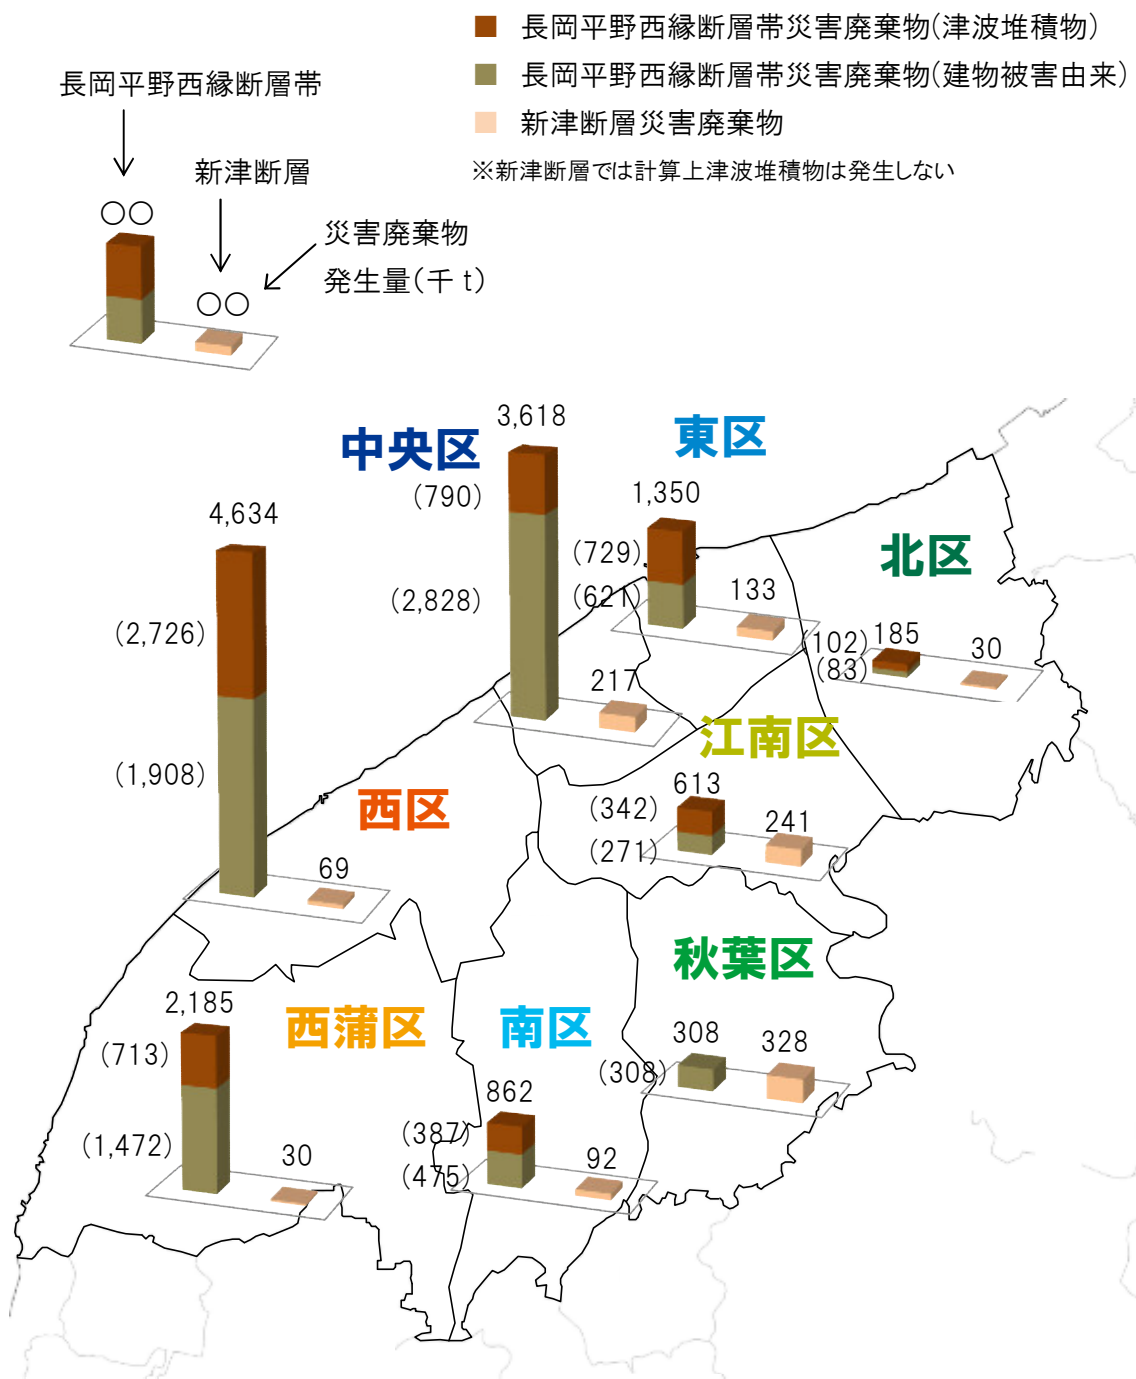 長岡平野西縁断層帯災害廃棄物(津波堆積物)
長岡平野西縁断層帯災害廃棄物(建物被害由来)
新津断層災害廃棄物
※新津断層では計算上津波堆積物は発生しない
長岡平野西縁断層帯
新津断層
○○
災害廃棄物
発生量(千t)
○○
中央区
3,618
(790)
(2,828)
217
東区
1,350
(729)
(621)
133
北区
(102)
185
(83)
30
4,634
(2,726)
(1,908)
西区
69
江南区
613
(342)
(271)
241
秋葉区
308
(308)
328
西蒲区
2,185
(713)
(1,472)
30
南区
862
(387)
(475)
92